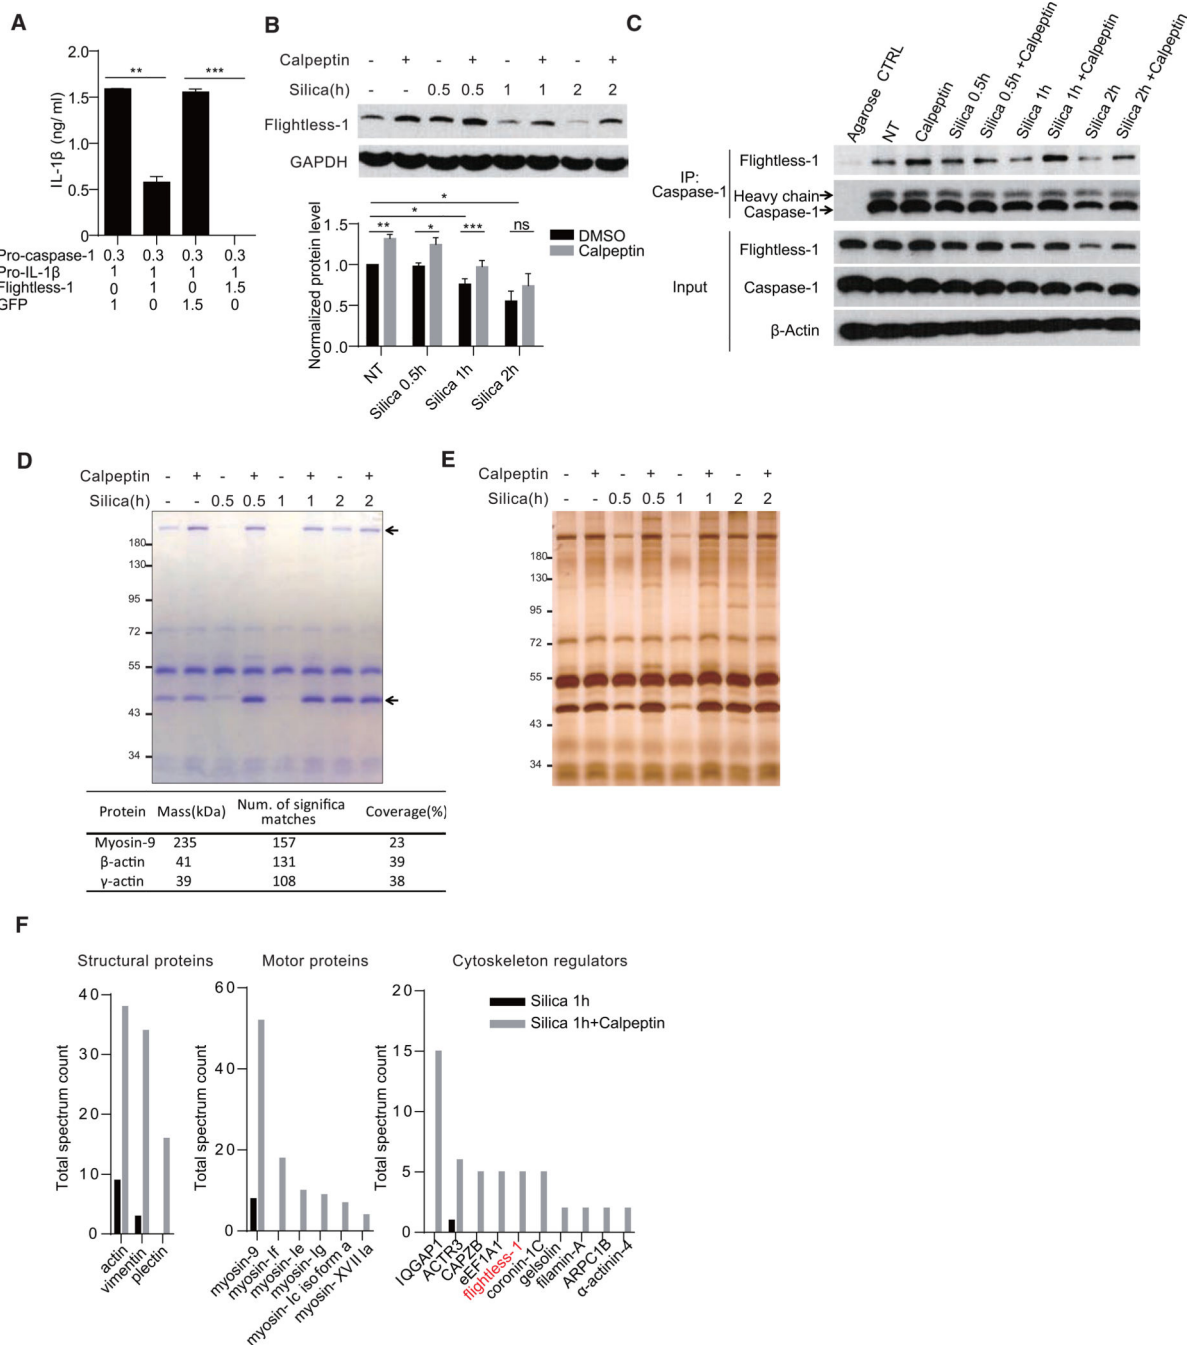 A
2.0
1.5
1.0
0.5
0
IL-1β (ng/ml)
** ***
Pro-caspase-1 0.3 0.3 0.3 0.3
Pro-IL-1β 1 1 1 1
Flightless-1 0 1 0 1.5
GFP 1 0 1.5 0
B
Calpeptin - + - + - + - +
Silica(h) - - 0.5 0.5 1 1 2 2
Flightless-1
GAPDH
Normalized protein level
1.5
1.0
0.5
0.0
*
*
** * *** ns
DMSO
Calpeptin
NT
Silica 0.5h
Silica 1h
Silica 2h
C
Agarose CTRL
NT
Calpeptin
Silica 0.5h
Silica 0.5h +Calpeptin
Silica 1h
Silica 1h +Calpeptin
Silica 2h
Silica 2h +Calpeptin
IP:
Caspase-1
Flightless-1
Heavy chain
Caspase-1
Input
Flightless-1
Caspase-1
β-Actin
D
Calpeptin - + - + - + - +
Silica(h) - - 0.5 0.5 1 1 2 2
180
130
95
72
55
43
34
Protein Mass(kDa) Num. of significa Coverage(%)
matches
Myosin-9 235 157 23
β-actin 41 131 39
γ-actin 39 108 38
E
Calpeptin - + - + - + - +
Silica(h) - - 0.5 0.5 1 1 2 2
180
130
95
72
55
43
34
F
Structural proteins
Total spectrum count
40
30
20
10
0
actin
vimentin
plectin
Motor proteins
Total spectrum count
60
40
20
0
myosin-9
myosin-If
myosin-Ie
myosin-Ig
myosin-Ic isoform a
myosin-XVIIIa
Cytoskeleton regulators
Total spectrum count
20
15
10
5
0
Silica 1h
Silica 1h+Calpeptin
IQGAP1
ACTR3
CAPZB
eEF1A1
flightless-1
coronin-1C
gelsolin
filamin-A
ARPC1B
α-actinin-4